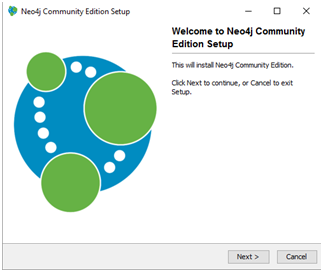 Neo4j Community Edition Setup
Welcome to Neo4j Community
Edition Setup
This will install Neo4j Community Edition.
Click Next to continue, or Cancel to exit
Setup.
Next >
Cancel